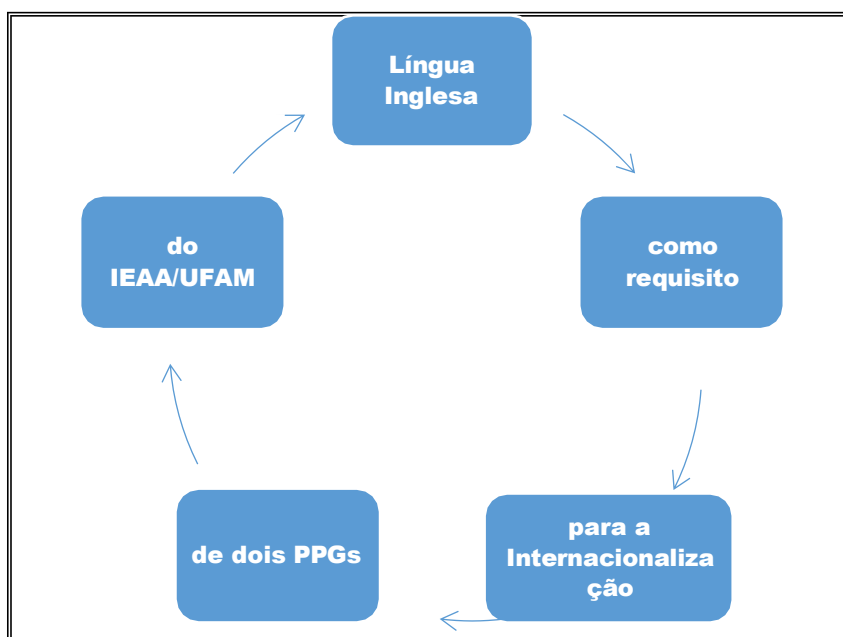 Língua
Inglesa
como
requisito
para a
Internacionaliza
ção
de dois PPGs
do
IEAA/UFAM